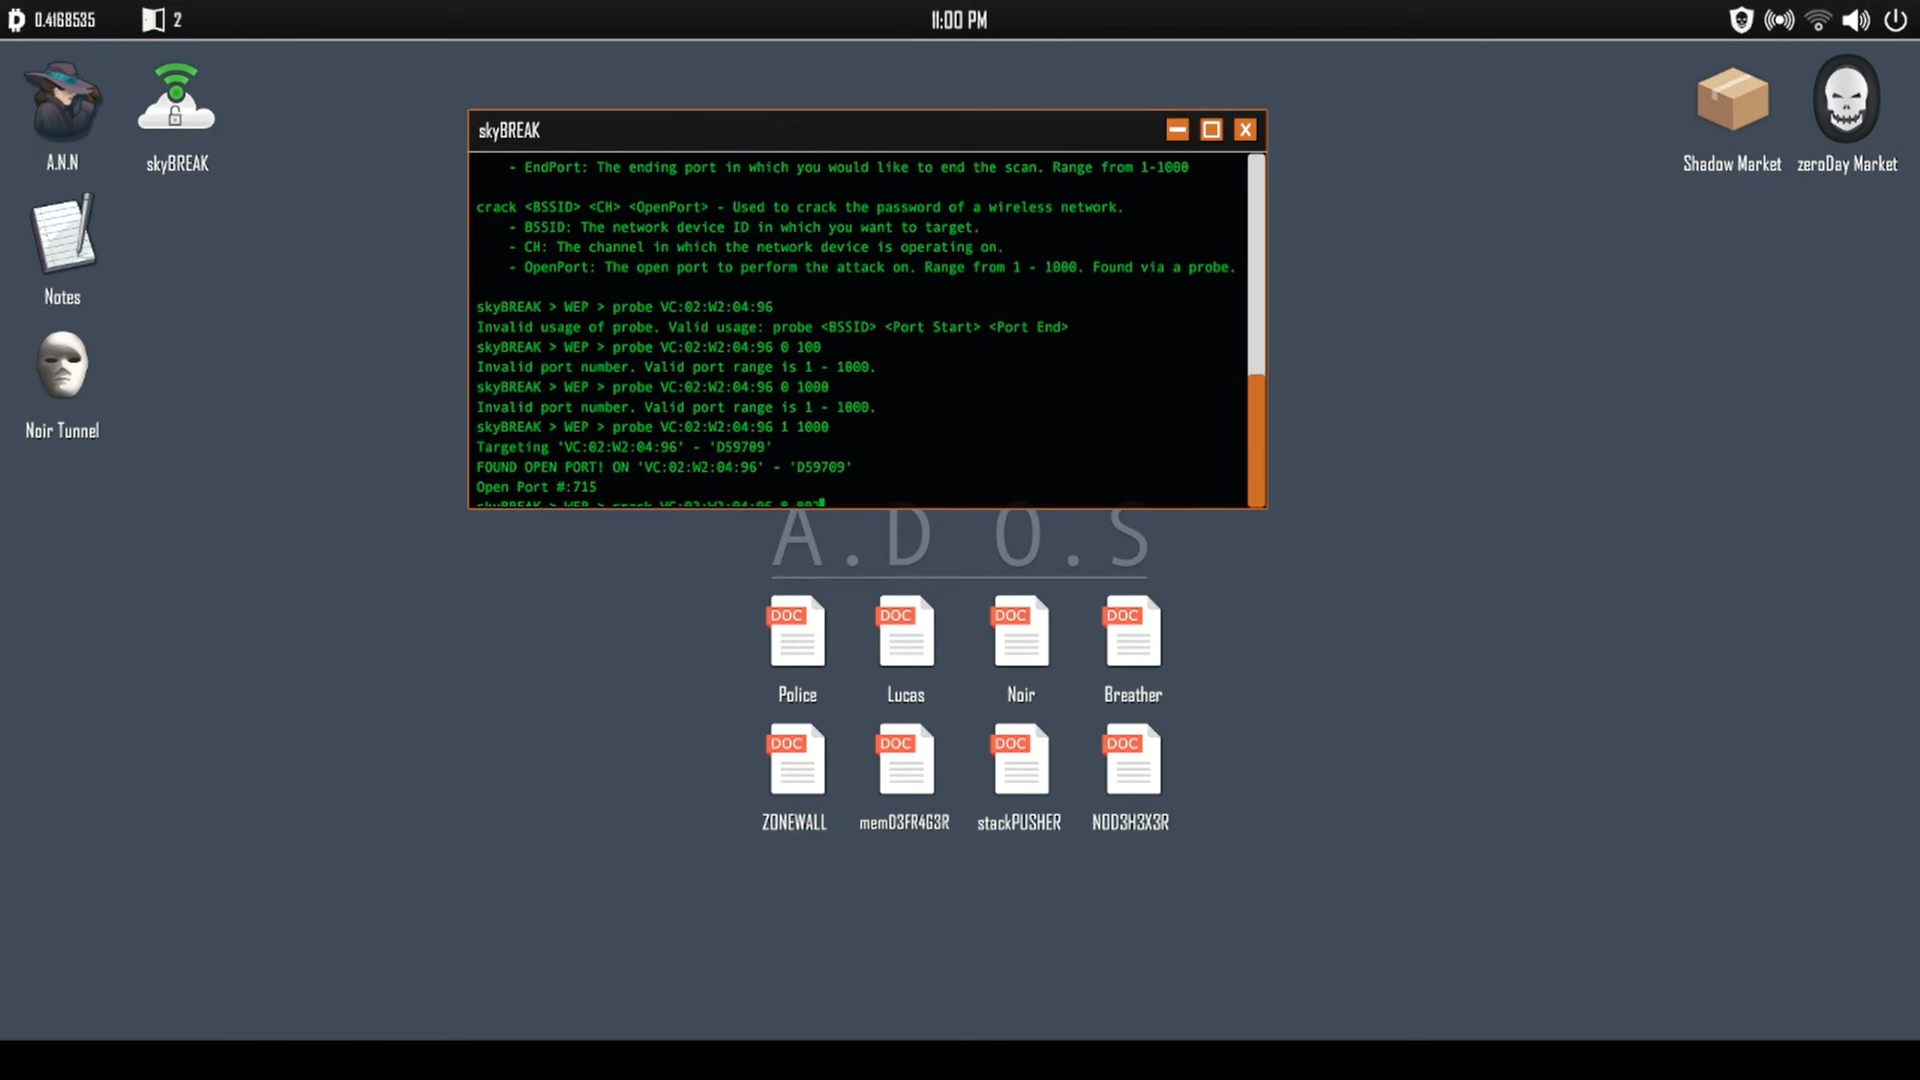 0.4168535
2
11:00 PM
A.N.N
skyBREAK
Shadow Market
zeroDay Market
Notes
Noir Tunnel
skyBREAK
- EndPort: The ending port in which you would like to end the scan. Range from 1-1000
crack <BSSID> <CH> <OpenPort> - Used to crack the password of a wireless network.
- BSSID: The network device ID in which you want to target.
- CH: The channel in which the network device is operating on.
- OpenPort: The open port to perform the attack on. Range from 1 - 1000. Found via a probe.
skyBREAK > WEP > probe VC:02:W2:04:96
Invalid usage of probe. Valid usage: probe <BSSID> <Port Start> <Port End>
skyBREAK > WEP > probe VC:02:W2:04:96 0 100
Invalid port number. Valid port range is 1 - 1000.
skyBREAK > WEP > probe VC:02:W2:04:96 0 1000
Invalid port number. Valid port range is 1 - 1000.
skyBREAK > WEP > probe VC:02:W2:04:96 1 1000
Targeting 'VC:02:W2:04:96' - 'D59709'
FOUND OPEN PORT! ON 'VC:02:W2:04:96' - 'D59709'
Open Port #:715
skyBREAK > WEP > crack VC:02:W2:04:96 8
A.D O.S
DOC
DOC
DOC
DOC
Police
Lucas
Noir
Breather
DOC
DOC
DOC
DOC
ZONEWALL
memD3FR4G3R
stackPUSHER
NOD3H3X3R